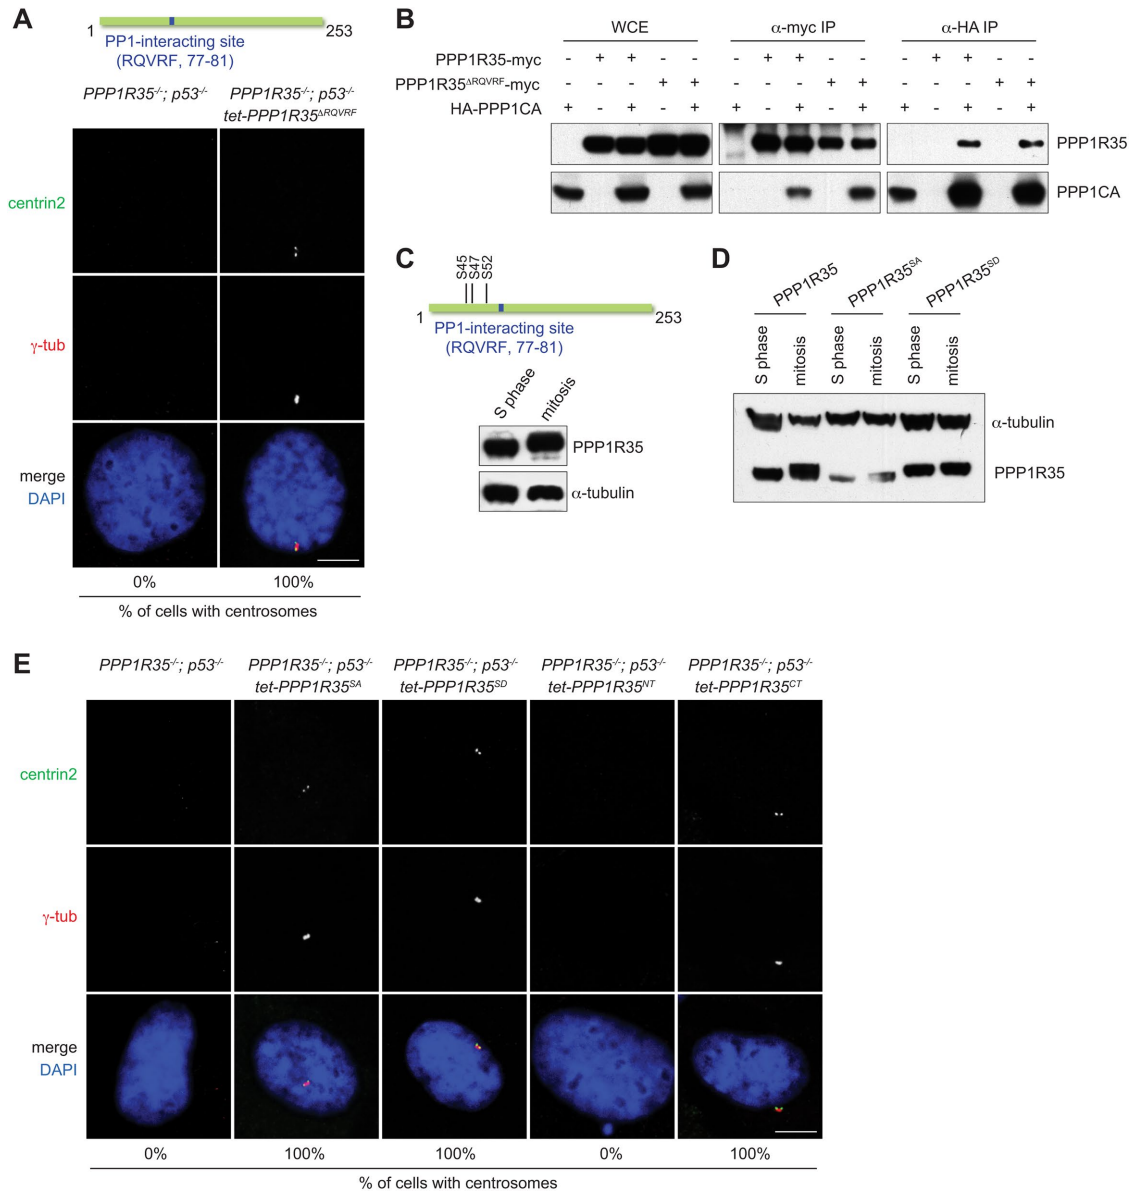 A
1
253
PP1-interacting site
(RQVRF, 77-81)
PPP1R35-/-; p53-/-
PPP1R35-/-; p53-/-
tet-PPP1R35ΔRQVRF
centrin2
γ-tub
merge
DAPI
0%
100%
% of cells with centrosomes
B
WCE
α-myc IP
α-HA IP
PPP1R35-myc
- + + - - - + + - - - + + - -
PPP1R35ΔRQVRF-myc
- - - + + - - - + + - - - + +
HA-PPP1CA
+ - + - + + - + - + + - + - +
PPP1R35
PPP1CA
C
S45
S47
S52
1
253
PP1-interacting site
(RQVRF, 77-81)
S phase
mitosis
PPP1R35
α-tubulin
D
PPP1R35
PPP1R35SA
PPP1R35SD
S phase
mitosis
S phase
mitosis
S phase
mitosis
α-tubulin
PPP1R35
E
PPP1R35-/-; p53-/-
PPP1R35-/-; p53-/-
tet-PPP1R35SA
PPP1R35-/-; p53-/-
tet-PPP1R35SD
PPP1R35-/-; p53-/-
tet-PPP1R35NT
PPP1R35-/-; p53-/-
tet-PPP1R35CT
centrin2
γ-tub
merge
DAPI
0%
100%
100%
0%
100%
% of cells with centrosomes